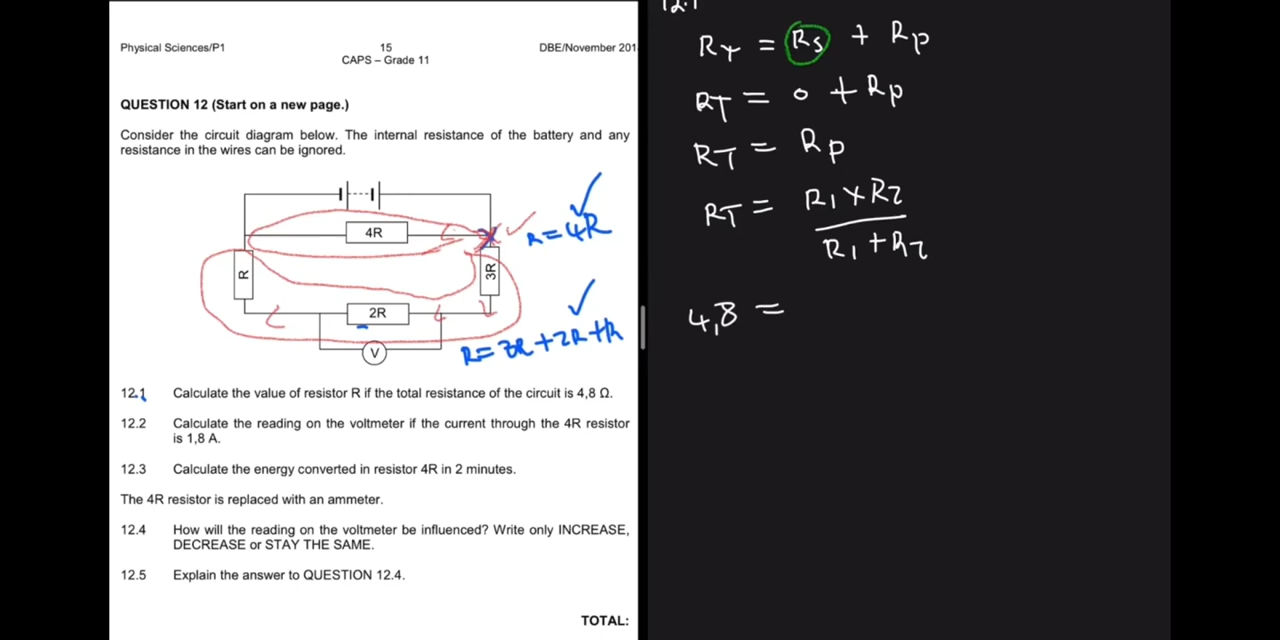 Physical Sciences/P1
15
DBE/November 201
CAPS – Grade 11
QUESTION 12 (Start on a new page.)
Consider the circuit diagram below. The internal resistance of the battery and any
resistance in the wires can be ignored.
4R
R
3R
2R
V
R = 4R
R = 3R + 2R + R
12.1 Calculate the value of resistor R if the total resistance of the circuit is 4,8 Ω.
12.2 Calculate the reading on the voltmeter if the current through the 4R resistor
is 1,8 A.
12.3 Calculate the energy converted in resistor 4R in 2 minutes.
The 4R resistor is replaced with an ammeter.
12.4 How will the reading on the voltmeter be influenced? Write only INCREASE,
DECREASE or STAY THE SAME.
12.5 Explain the answer to QUESTION 12.4.
TOTAL:
12.1
RT = Rs + Rp
RT = 0 + Rp
RT = Rp
RT = R1 × R2
R1 + R2
4,8 =